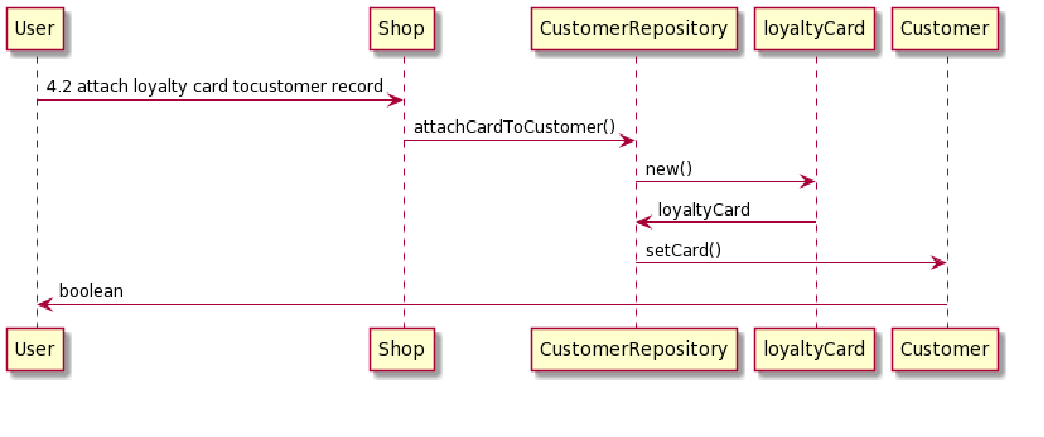 User Shop CustomerRepository loyaltyCard Customer
4.2 attach loyalty card tocustomer record
attachCardToCustomer()
new()
loyaltyCard
setCard()
boolean
User Shop CustomerRepository loyaltyCard Customer